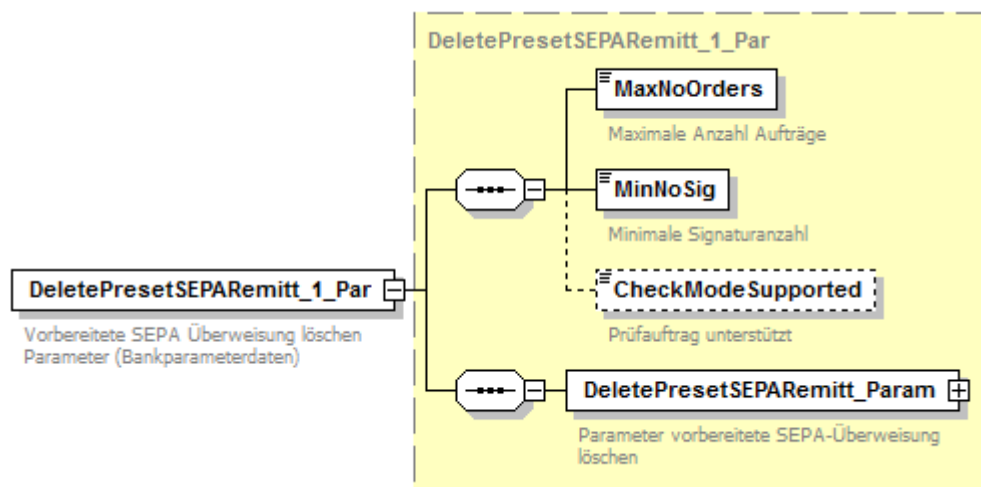 DeletePresetSEPARemitt_1_Par
MaxNoOrders
Maximale Anzahl Aufträge
MinNoSig
Minimale Signaturanzahl
DeletePresetSEPARemitt_1_Par
Vorbereitete SEPA Überweisung löschen
Parameter (Bankparameterdaten)
CheckModeSupported
Prüfauftrag unterstützt
DeletePresetSEPARemitt_Param
Parameter vorbereitete SEPA-Überweisung
löschen